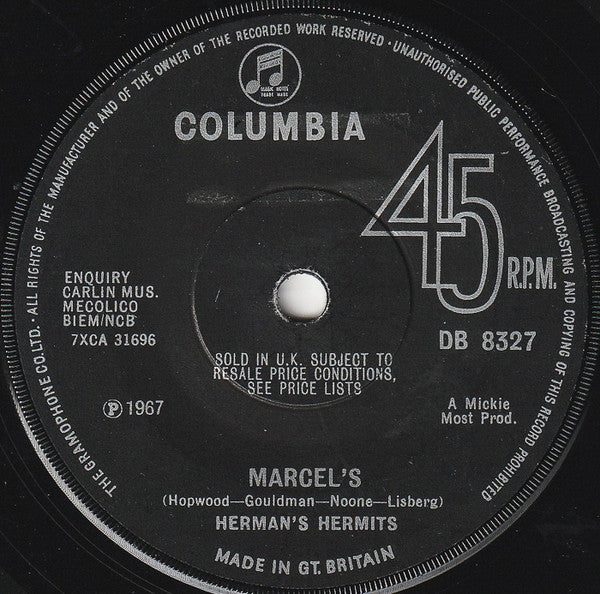 THE GRAMOPHONE CO. LTD. · ALL RIGHTS OF THE MANUFACTURER AND OF THE OWNER OF THE RECORDED WORK RESERVED · UNAUTHORISED PUBLIC PERFORMANCE BROADCASTING AND COPYING OF THIS RECORD PROHIBITED
MAGIC NOTES
TRADE MARK
COLUMBIA
45 R.P.M.
ENQUIRY
CARLIN MUS.
MECOLICO
BIEM/NCB
7XCA 31696
DB 8327
SOLD IN U.K. SUBJECT TO
RESALE PRICE CONDITIONS,
SEE PRICE LISTS
Ⓟ 1967
A Mickie
Most Prod.
MARCEL'S
(Hopwood—Gouldman—Noone—Lisberg)
HERMAN'S HERMITS
MADE IN GT. BRITAIN